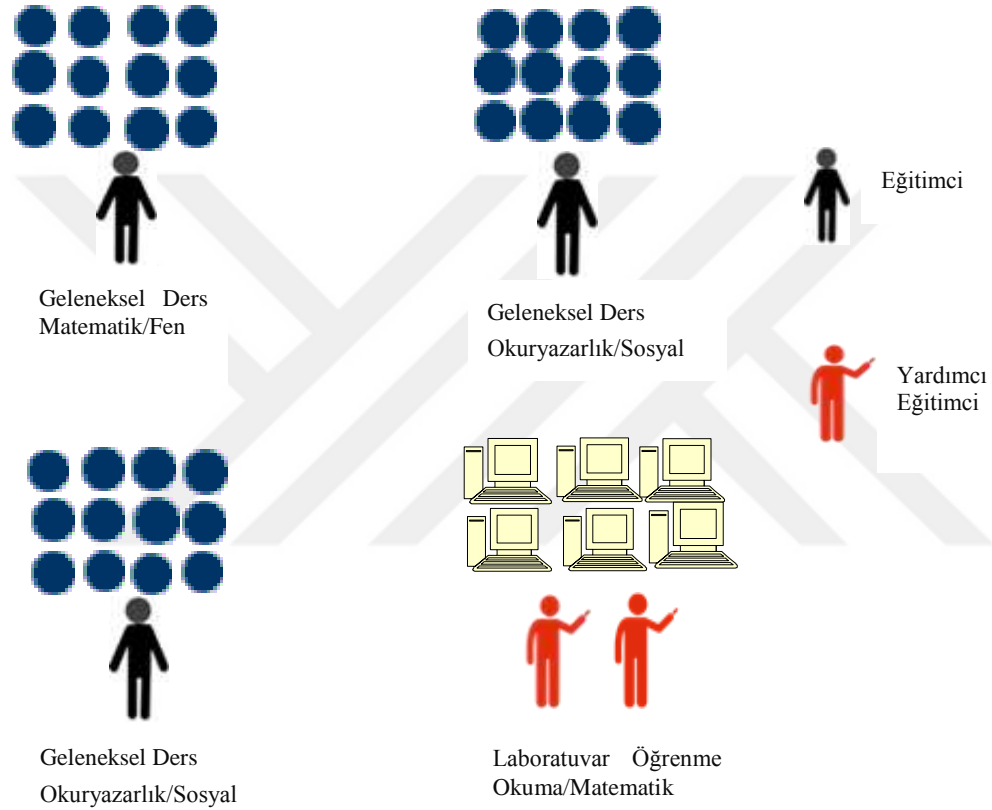 Eğitimci
Geleneksel Ders
Matematik/Fen
Geleneksel Ders
Okuryazarlık/Sosyal
Yardımcı
Eğitimci
Geleneksel Ders
Okuryazarlık/Sosyal
Laboratuvar Öğrenme
Okuma/Matematik